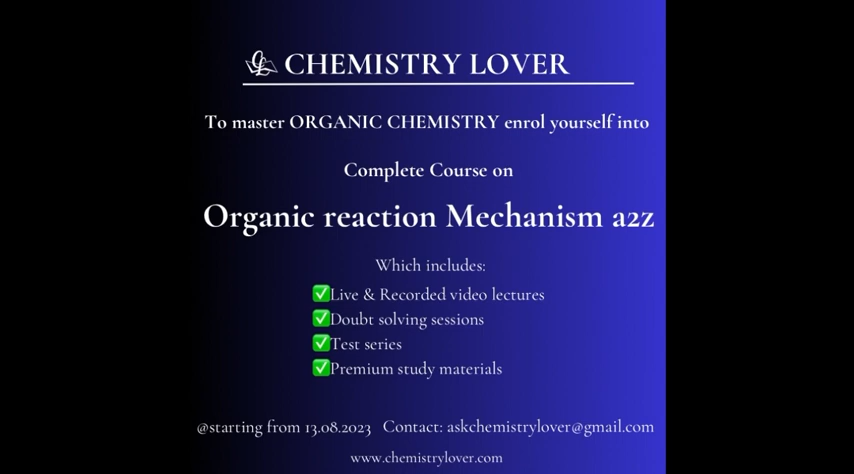 CHEMISTRY LOVER
To master ORGANIC CHEMISTRY enrol yourself into
Complete Course on
Organic reaction Mechanism a2z
Which includes:
✅Live & Recorded video lectures
✅Doubt solving sessions
✅Test series
✅Premium study materials
@starting from 13.08.2023 Contact: askchemistrylover@gmail.com
www.chemistrylover.com